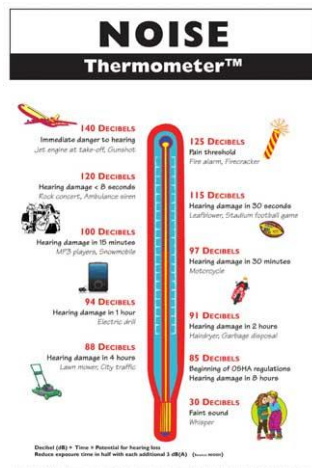 NOISE
Thermometer™
140 DECIBELS
Immediate danger to hearing
Jet engine at take-off, Gunshot
125 DECIBELS
Pain threshold
Fire alarm, Firecracker
120 DECIBELS
Hearing damage < 8 seconds
Rock concert, Ambulance siren
115 DECIBELS
Hearing damage in 30 seconds
Leafblower, Stadium football game
100 DECIBELS
Hearing damage in 15 minutes
MP3 players, Snowmobile
97 DECIBELS
Hearing damage in 30 minutes
Motorcycle
94 DECIBELS
Hearing damage in 1 hour
Electric drill
91 DECIBELS
Hearing damage in 2 hours
Hairdryer, Garbage disposal
88 DECIBELS
Hearing damage in 4 hours
Lawn mower, City traffic
85 DECIBELS
Beginning of OSHA regulations
Hearing damage in 8 hours
30 DECIBELS
Faint sound
Whisper
Decibel (dB) + Time = Potential for hearing loss
Reduce exposure time in half with each additional 3 dB(A) (Source: NIOSH)